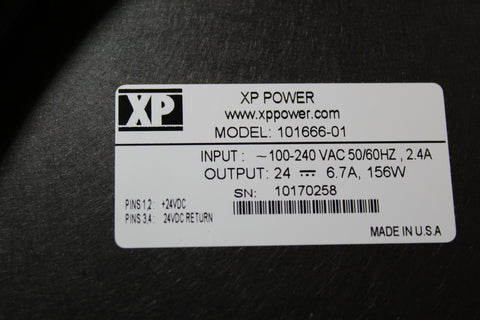 XP
XP POWER
www.xppower.com
MODEL: 101666-01
INPUT : ~100-240 VAC 50/60HZ , 2.4A
OUTPUT: 24 ⎓ 6.7A, 156W
SN: 10170258
PINS 1,2: +24VDC
PINS 3,4: 24VDC RETURN
MADE IN U.S.A